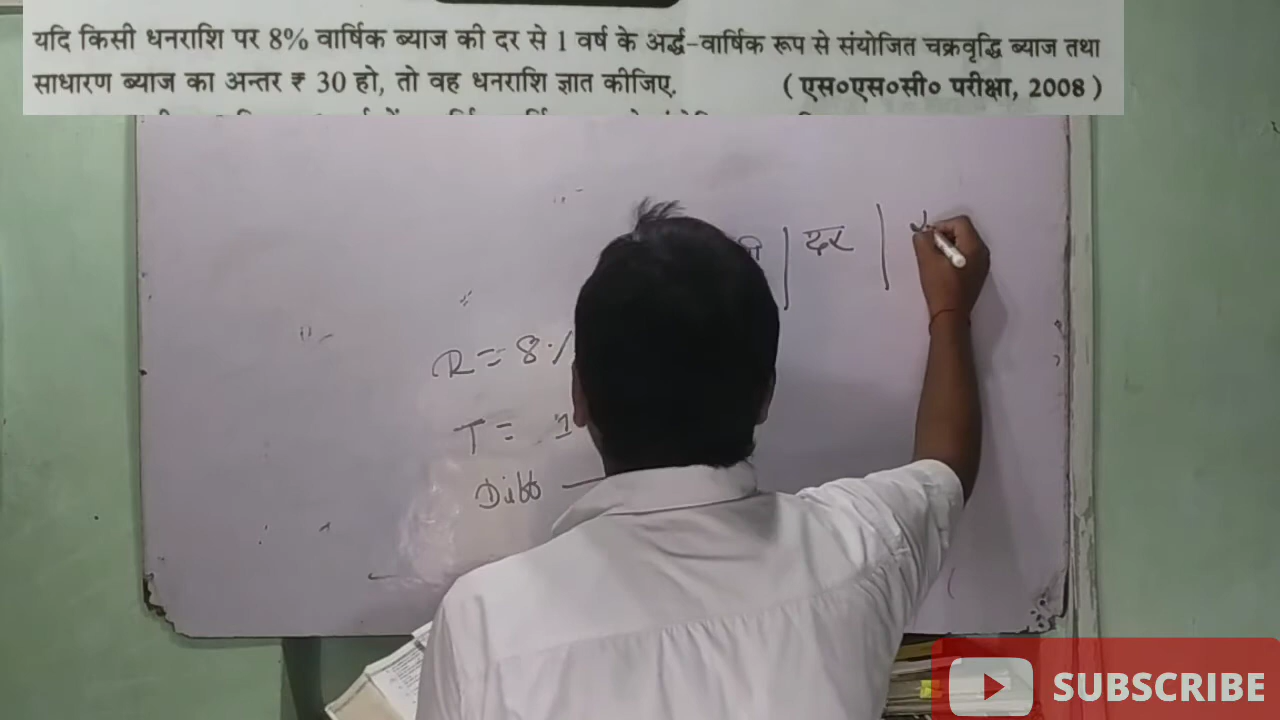 यदि किसी धनराशि पर 8% वार्षिक ब्याज की दर से 1 वर्ष के अर्द्ध-वार्षिक रूप से संयोजित चक्रवृद्धि ब्याज तथा
साधारण ब्याज का अन्तर ₹ 30 हो, तो वह धनराशि ज्ञात कीजिए. (एस०एस०सी० परीक्षा, 2008)
दर
R = 8%
T = 1
Diff —
SUBSCRIBE